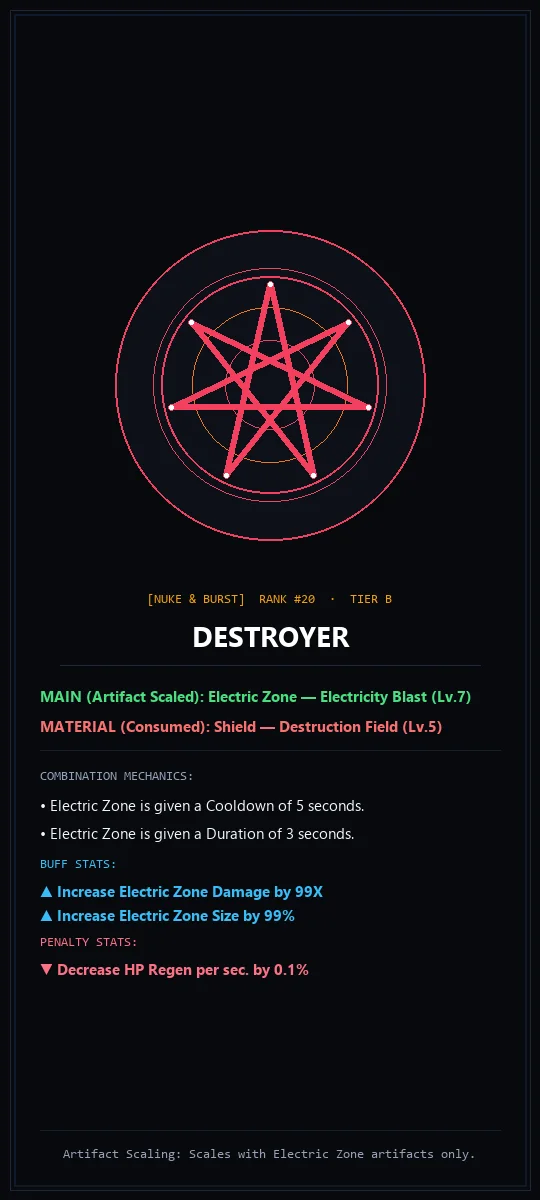 [NUKE & BURST] RANK #20 · TIER B
DESTROYER
MAIN (Artifact Scaled): Electric Zone — Electricity Blast (Lv.7)
MATERIAL (Consumed): Shield — Destruction Field (Lv.5)
COMBINATION MECHANICS:
• Electric Zone is given a Cooldown of 5 seconds.
• Electric Zone is given a Duration of 3 seconds.
BUFF STATS:
▲ Increase Electric Zone Damage by 99X
▲ Increase Electric Zone Size by 99%
PENALTY STATS:
▼ Decrease HP Regen per sec. by 0.1%
Artifact Scaling: Scales with Electric Zone artifacts only.